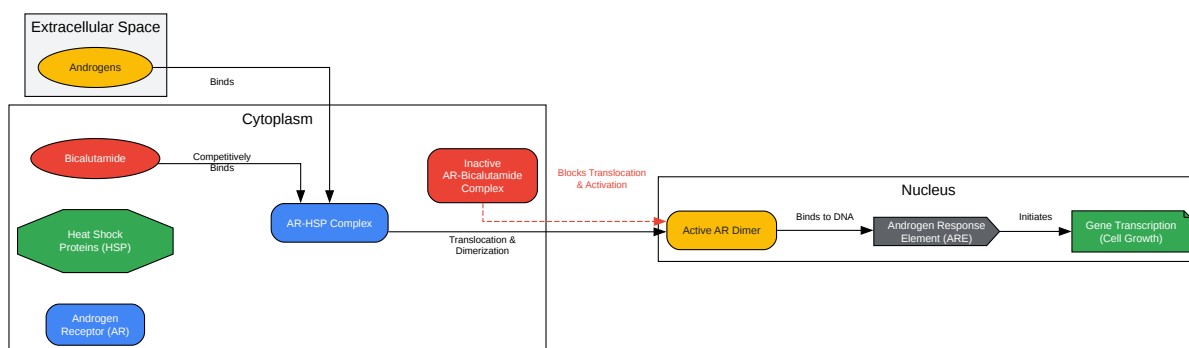 Extracellular Space
Androgens
Binds
Cytoplasm
Bicalutamide
Competitively
Binds
Inactive
AR-Bicalutamide
Complex
Blocks Translocation
& Activation
Nucleus
Heat Shock
Proteins (HSP)
AR-HSP Complex
Translocation &
Dimerization
Active AR Dimer
Binds to DNA
Androgen Response
Element (ARE)
Initiates
Gene Transcription
(Cell Growth)
Androgen
Receptor (AR)